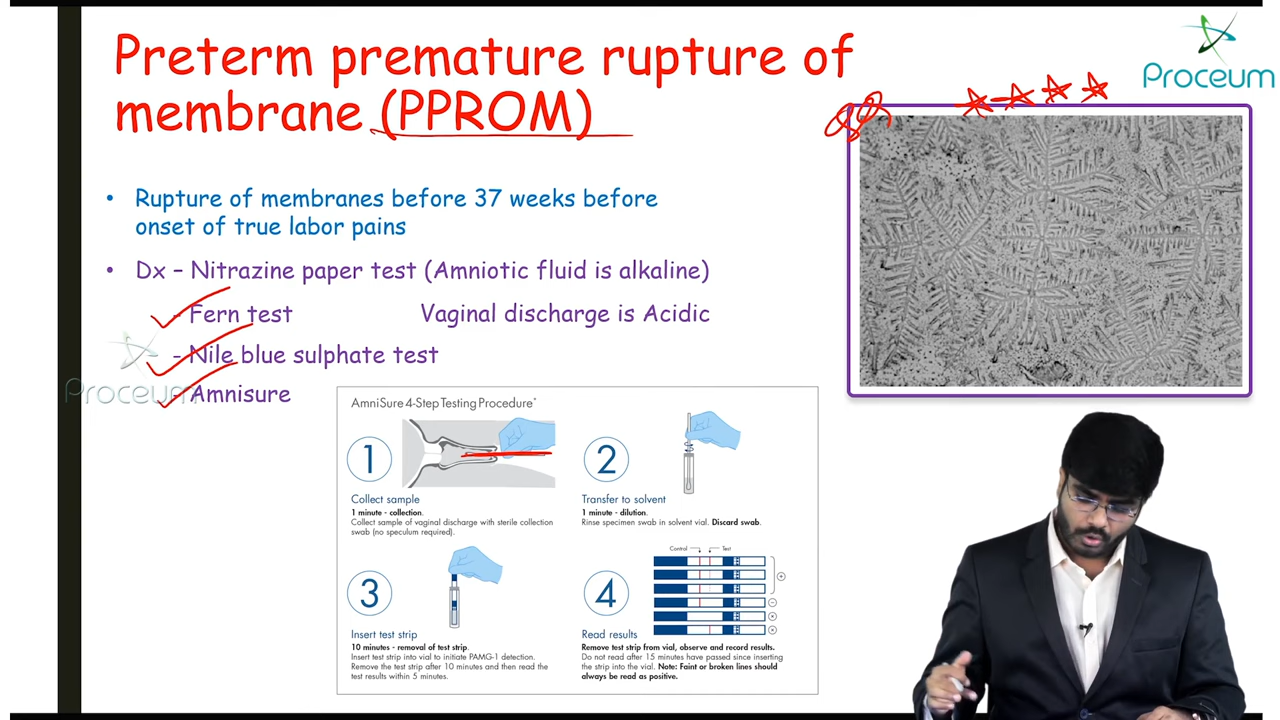 Preterm premature rupture of
membrane (PPROM)
Proceum
• Rupture of membranes before 37 weeks before
onset of true labor pains
• Dx – Nitrazine paper test (Amniotic fluid is alkaline)
- Fern test Vaginal discharge is Acidic
- Nile blue sulphate test
- Amnisure
Proceum
AmniSure 4-Step Testing Procedure*
1
Collect sample
1 minute - collection.
Collect sample of vaginal discharge with sterile collection
swab (no speculum required).
2
Transfer to solvent
1 minute - dilution.
Rinse specimen swab in solvent vial. Discard swab.
3
Insert test strip
10 minutes - removal of test strip.
Insert test strip into vial to initiate PAMG-1 detection.
Remove the test strip after 10 minutes and then read the
test results within 5 minutes.
Control Test
4
Read results
Remove test strip from vial, observe and record results.
Do not read after 15 minutes have passed since inserting
the strip into the vial. Note: Faint or broken lines should
always be read as positive.